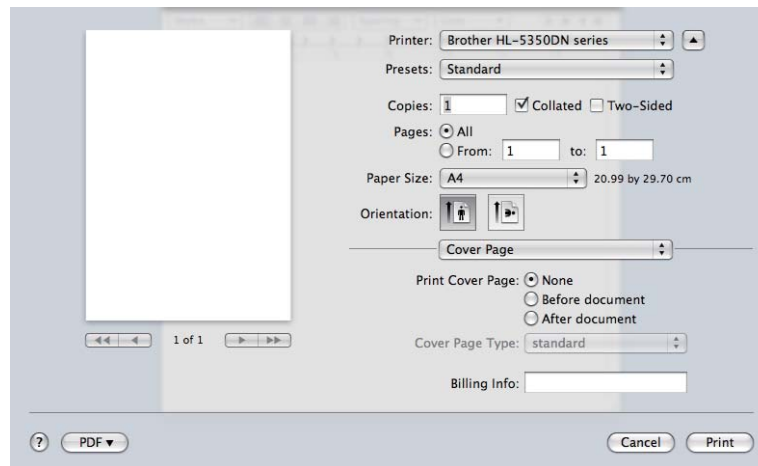 Printer: Brother HL-5350DN series
Presets: Standard
Copies: 1 Collated Two-Sided
Pages: All
From: 1 to: 1
Paper Size: A4 20.99 by 29.70 cm
Orientation:
Cover Page
Print Cover Page: None
Before document
After document
1 of 1
Cover Page Type: standard
Billing Info:
? PDF Cancel Print